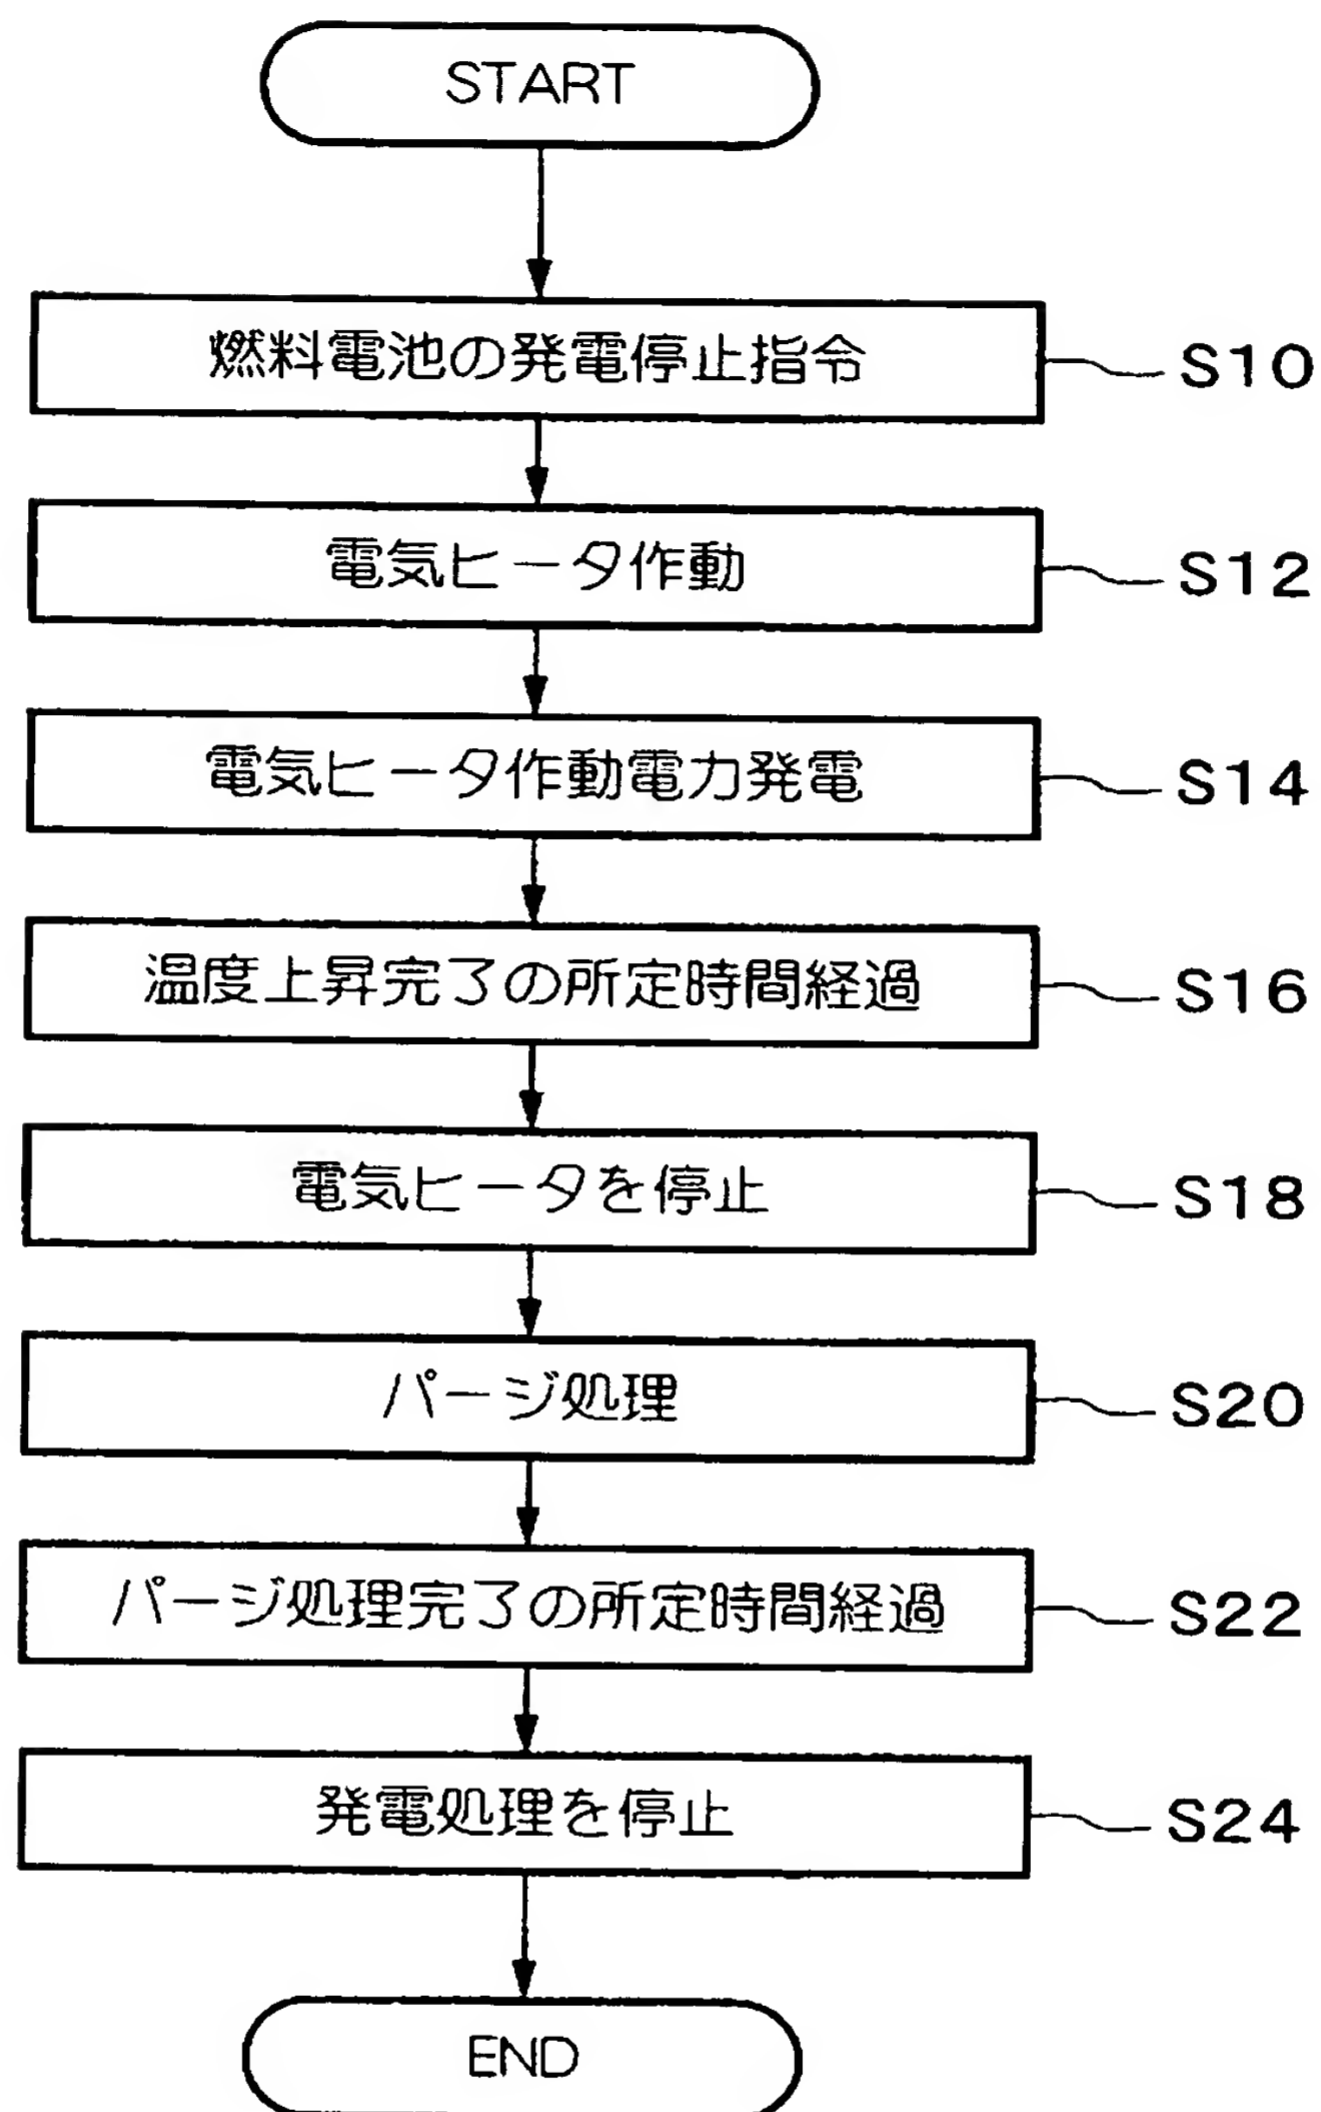 START
燃料電池の発電停止指令
S10
電気ヒータ作動
S12
電気ヒータ作動電力発電
S14
温度上昇完了の所定時間経過
S16
電気ヒータを停止
S18
パージ処理
S20
パージ処理完了の所定時間経過
S22
発電処理を停止
S24
END